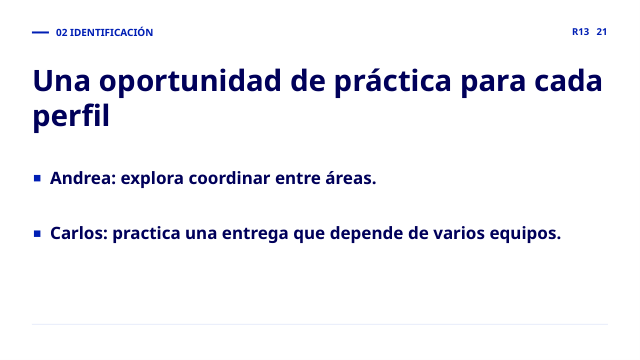 02 IDENTIFICACIÓN
R13 21
Una oportunidad de práctica para cada
perfil
Andrea: explora coordinar entre áreas.
Carlos: practica una entrega que depende de varios equipos.